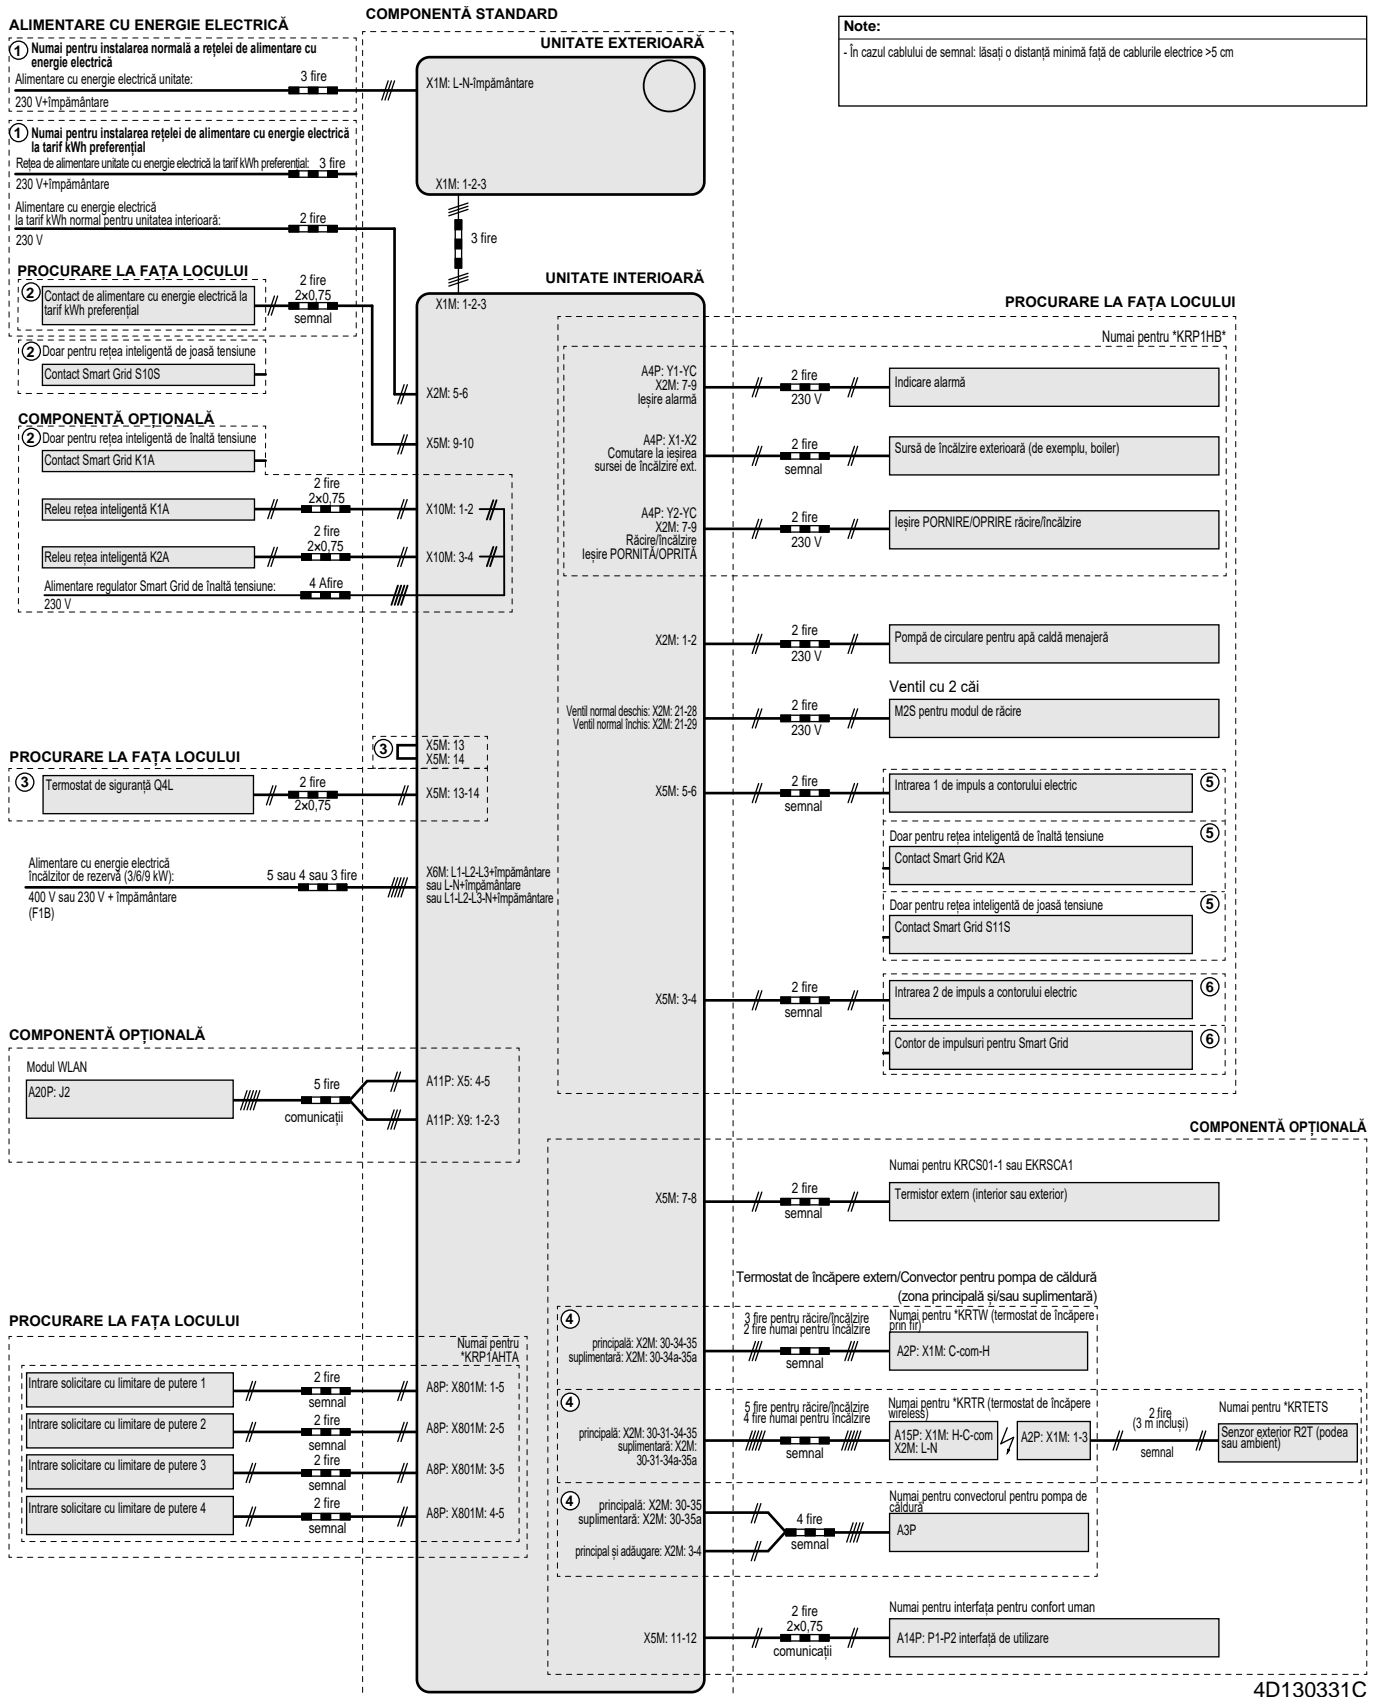 COMPONENTĂ STANDARD
ALIMENTARE CU ENERGIE ELECTRICĂ
1 Numai pentru instalarea normală a rețelei de alimentare cu
energie electrică
Alimentare cu energie electrică unitate:
3 fire
230 V+împământare
UNITATE EXTERIOARĂ
X1M: L-N-împământare
X1M: 1-2-3
3 fire
Note:
- În cazul cablului de semnal: lăsați o distanță minimă față de cablurile electrice >5 cm
1 Numai pentru instalarea rețelei de alimentare cu energie electrică
la tarif kWh preferențial
Rețea de alimentare unitate cu energie electrică la tarif kWh preferențial: 3 fire
230 V+împământare
Alimentare cu energie electrică
la tarif kWh normal pentru unitatea interioară:
2 fire
230 V
PROCURARE LA FAȚA LOCULUI
2 Contact de alimentare cu energie electrică la
tarif kWh preferențial
2 fire
2×0,75
semnal
2 Doar pentru rețea inteligentă de joasă tensiune
Contact Smart Grid S10S
COMPONENTĂ OPȚIONALĂ
2 Doar pentru rețea inteligentă de înaltă tensiune
Contact Smart Grid K1A
2 fire
2×0,75
Releu rețea inteligentă K1A
2 fire
2×0,75
Releu rețea inteligentă K2A
Alimentare regulator Smart Grid de înaltă tensiune:
4 Afire
230 V
UNITATE INTERIOARĂ
X1M: 1-2-3
X2M: 5-6
X5M: 9-10
X10M: 1-2
X10M: 3-4
PROCURARE LA FAȚA LOCULUI
3 Termostat de siguranță Q4L
2 fire
2×0,75
3 X5M: 13
X5M: 14
X5M: 13-14
Alimentare cu energie electrică
încălzitor de rezervă (3/6/9 kW):
5 sau 4 sau 3 fire
400 V sau 230 V + împământare
(F1B)
X6M: L1-L2-L3+împământare
sau L-N+împământare
sau L1-L2-L3-N+împământare
COMPONENTĂ OPȚIONALĂ
Modul WLAN
A20P: J2
5 fire
comunicații
A11P: X5: 4-5
A11P: X9: 1-2-3
PROCURARE LA FAȚA LOCULUI
Numai pentru
*KRP1AHTA
Intrare solicitare cu limitare de putere 1
2 fire
semnal
A8P: X801M: 1-5
Intrare solicitare cu limitare de putere 2
2 fire
semnal
A8P: X801M: 2-5
Intrare solicitare cu limitare de putere 3
2 fire
semnal
A8P: X801M: 3-5
Intrare solicitare cu limitare de putere 4
2 fire
semnal
A8P: X801M: 4-5
PROCURARE LA FAȚA LOCULUI
Numai pentru *KRP1HB*
A4P: Y1-YC
X2M: 7-9
Ieșire alarmă
2 fire
230 V
Indicare alarmă
A4P: X1-X2
Comutare la ieșirea
sursei de încălzire ext.
2 fire
semnal
Sursă de încălzire exterioară (de exemplu, boiler)
A4P: Y2-YC
X2M: 7-9
Răcire/Încălzire
Ieșire PORNITĂ/OPRITĂ
2 fire
230 V
Ieșire PORNIRE/OPRIRE răcire/încălzire
X2M: 1-2
2 fire
230 V
Pompă de circulare pentru apă caldă menajeră
Ventil cu 2 căi
Ventil normal deschis: X2M: 21-28
Ventil normal închis: X2M: 21-29
2 fire
230 V
M2S pentru modul de răcire
X5M: 5-6
2 fire
semnal
Intrarea 1 de impuls a contorului electric 5
Doar pentru rețea inteligentă de înaltă tensiune 5
Contact Smart Grid K2A
Doar pentru rețea inteligentă de joasă tensiune 5
Contact Smart Grid S11S
X5M: 3-4
2 fire
semnal
Intrarea 2 de impuls a contorului electric 6
Contor de impulsuri pentru Smart Grid 6
COMPONENTĂ OPȚIONALĂ
Numai pentru KRCS01-1 sau EKRSCA1
X5M: 7-8
2 fire
semnal
Termistor extern (interior sau exterior)
Termostat de încăpere extern/Convector pentru pompa de căldură
(zona principală și/sau suplimentară)
4
principală: X2M: 30-34-35
suplimentară: X2M: 30-34a-35a
3 fire pentru răcire/încălzire
2 fire numai pentru încălzire
semnal
Numai pentru *KRTW (termostat de încăpere
prin fir)
A2P: X1M: C-com-H
4
principală: X2M: 30-31-34-35
suplimentară: X2M:
30-31-34a-35a
5 fire pentru răcire/încălzire
4 fire numai pentru încălzire
semnal
Numai pentru *KRTR (termostat de încăpere
wireless)
A15P: X1M: H-C-com
X2M: L-N
A2P: X1M: 1-3
2 fire
(3 m incluși)
semnal
Numai pentru *KRTETS
Senzor exterior R2T (podea
sau ambient)
4
principală: X2M: 30-35
suplimentară: X2M: 30-35a
principal și adăugare: X2M: 3-4
4 fire
semnal
Numai pentru convectorul pentru pompa de
căldură
A3P
Numai pentru interfața pentru confort uman
X5M: 11-12
2 fire
2×0,75
comunicații
A14P: P1-P2 interfață de utilizare
4D130331C